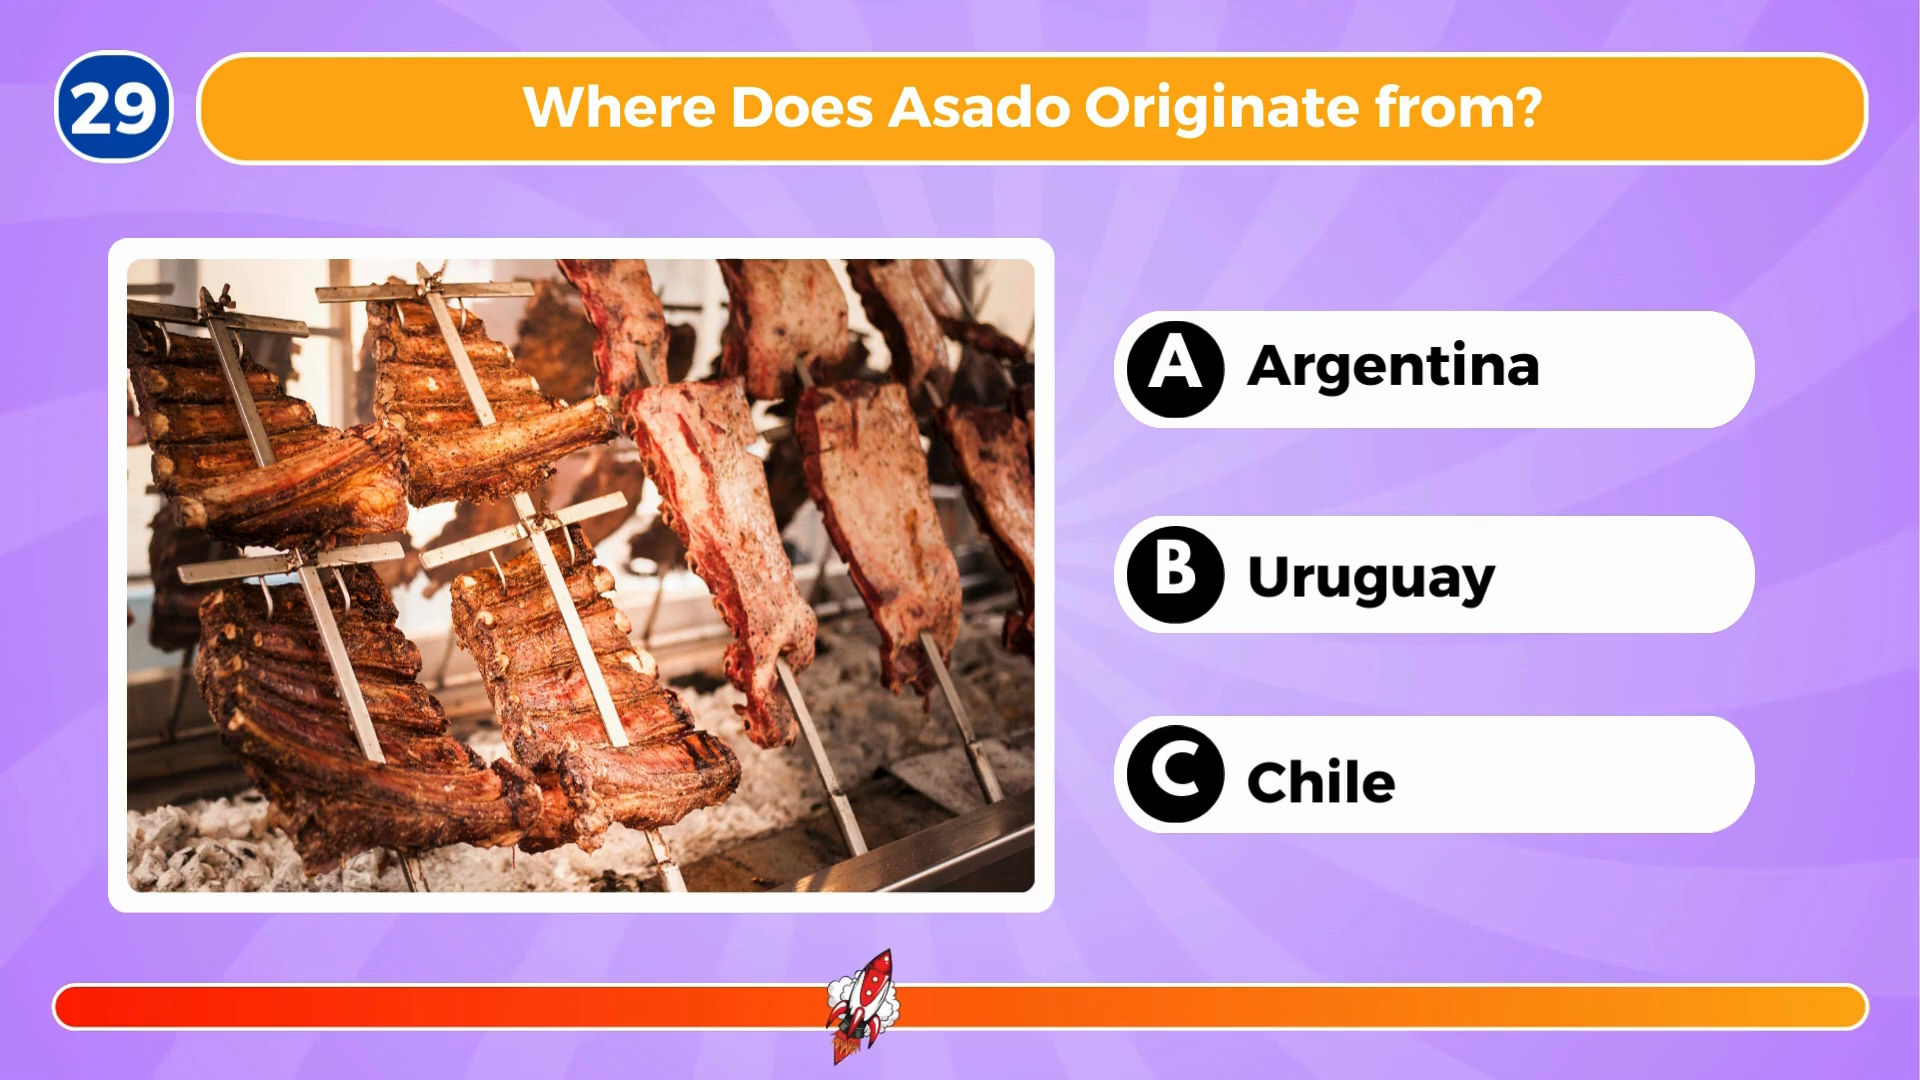 29
Where Does Asado Originate from?
A Argentina
B Uruguay
C Chile